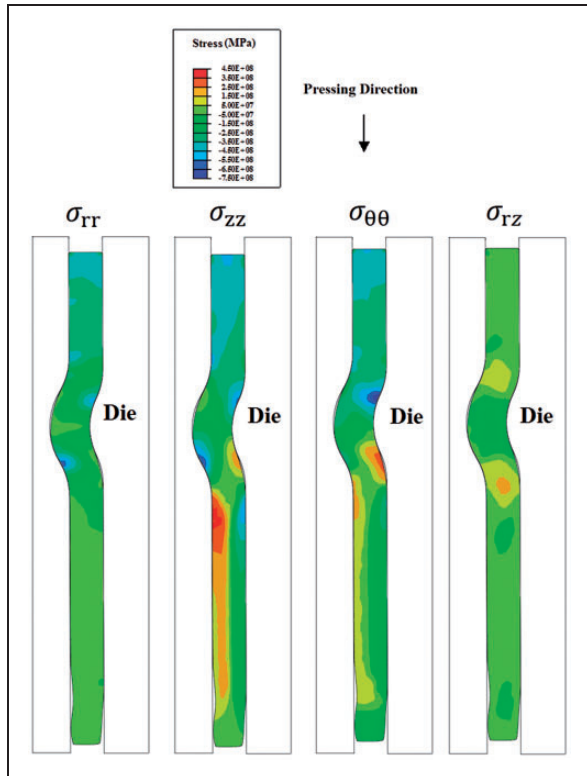 Stress (MPa)
4.50E+08
3.50E+08
2.50E+08
1.50E+08
5.00E+07
-5.00E+07
-1.50E+08
-2.50E+08
-3.50E+08
-4.50E+08
-5.50E+08
-6.50E+08
-7.50E+08
Pressing Direction
σrr
σzz
σθθ
σrz
Die
Die
Die
Die